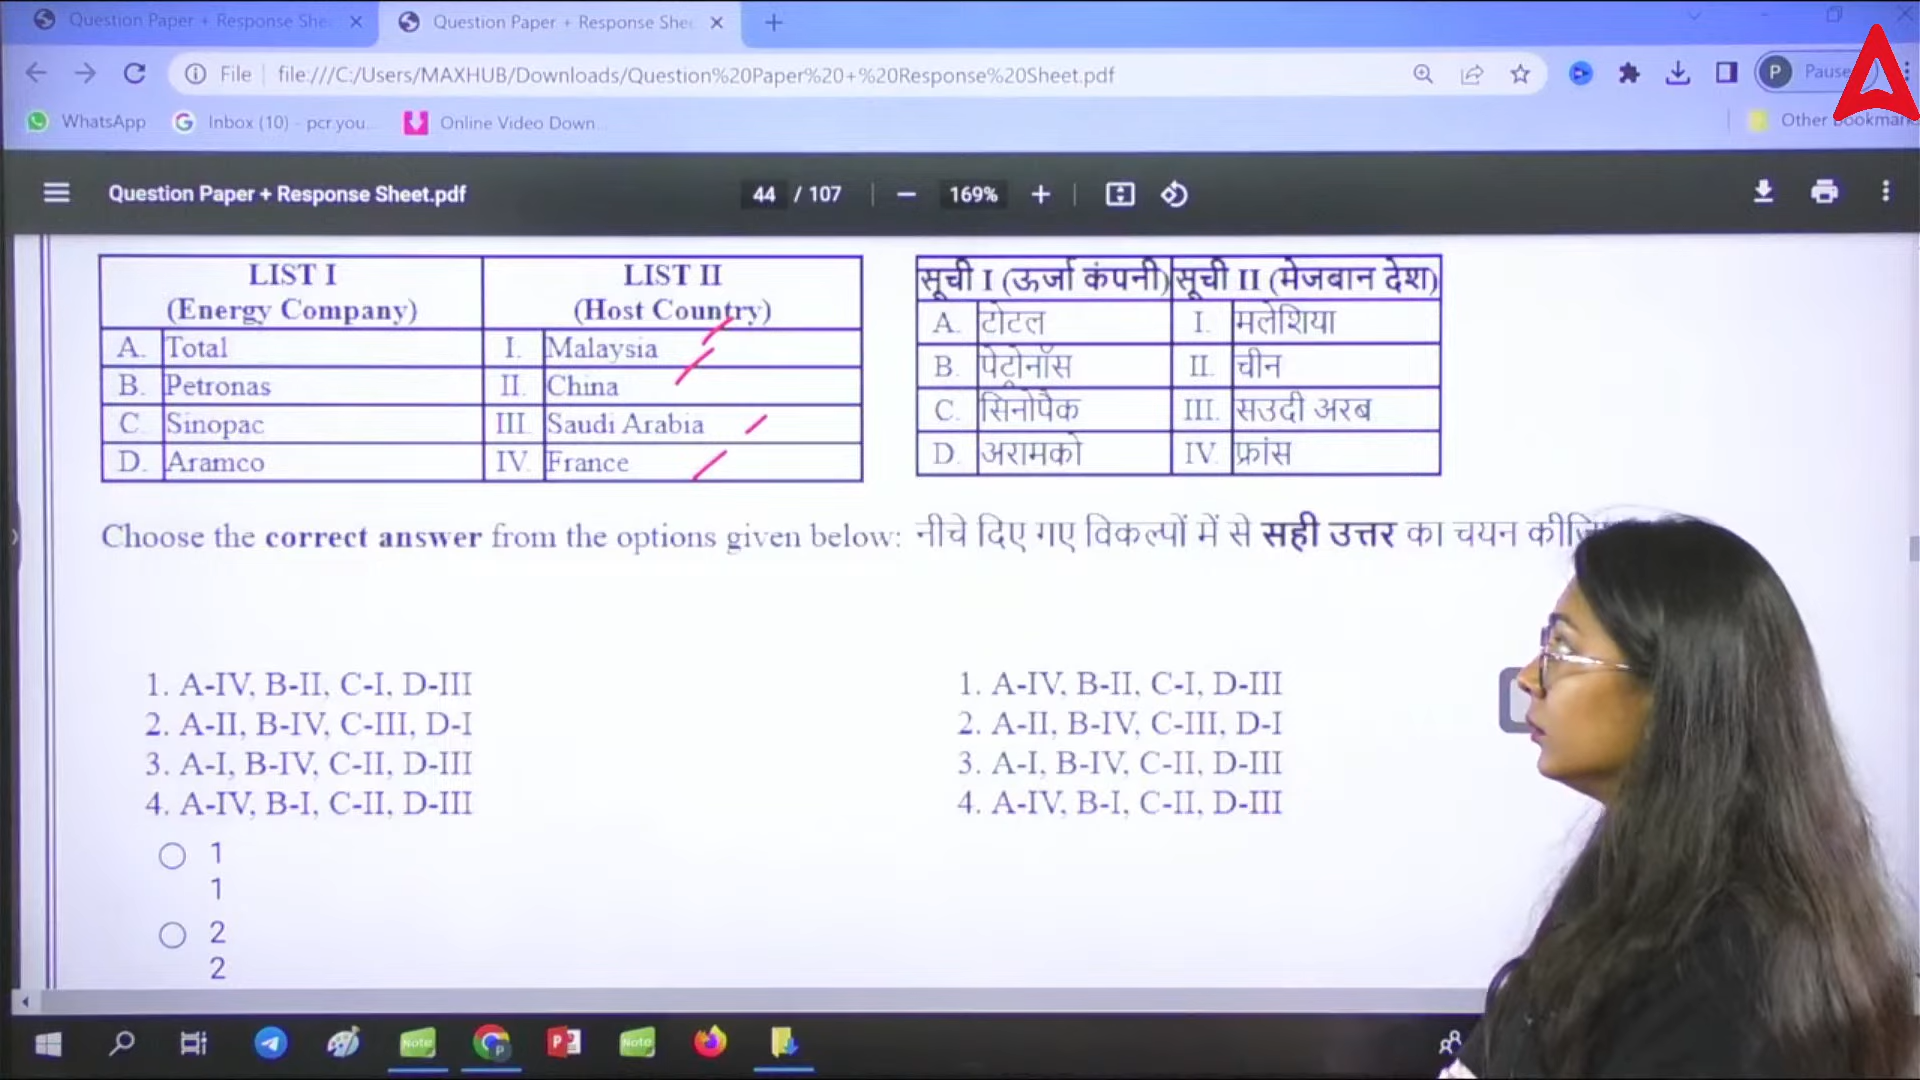 Question Paper + Response She
Question Paper + Response She
File
file:///C:/Users/MAXHUB/Downloads/Question%20Paper%20+%20Response%20Sheet.pdf
P
Pause
WhatsApp
Inbox (10) - pcr.you...
Online Video Down...
Other Bookmark
Question Paper + Response Sheet.pdf
44 / 107
169%
LIST I
(Energy Company)
LIST II
(Host Country)
A. Total I. Malaysia
B. Petronas II. China
C. Sinopac III. Saudi Arabia
D. Aramco IV. France
सूची I (ऊर्जा कंपनी) सूची II (मेजबान देश)
A. टोटल I. मलेशिया
B. पेट्रोनॉस II. चीन
C. सिनोपैक III. सउदी अरब
D. अरामको IV. फ्रांस
Choose the correct answer from the options given below:
नीचे दिए गए विकल्पों में से सही उत्तर का चयन
1. A-IV, B-II, C-I, D-III
2. A-II, B-IV, C-III, D-I
3. A-I, B-IV, C-II, D-III
4. A-IV, B-I, C-II, D-III
1. A-IV, B-II, C-I, D-III
2. A-II, B-IV, C-III, D-I
3. A-I, B-IV, C-II, D-III
4. A-IV, B-I, C-II, D-III
1
1
2
2
Note
P
P
Note